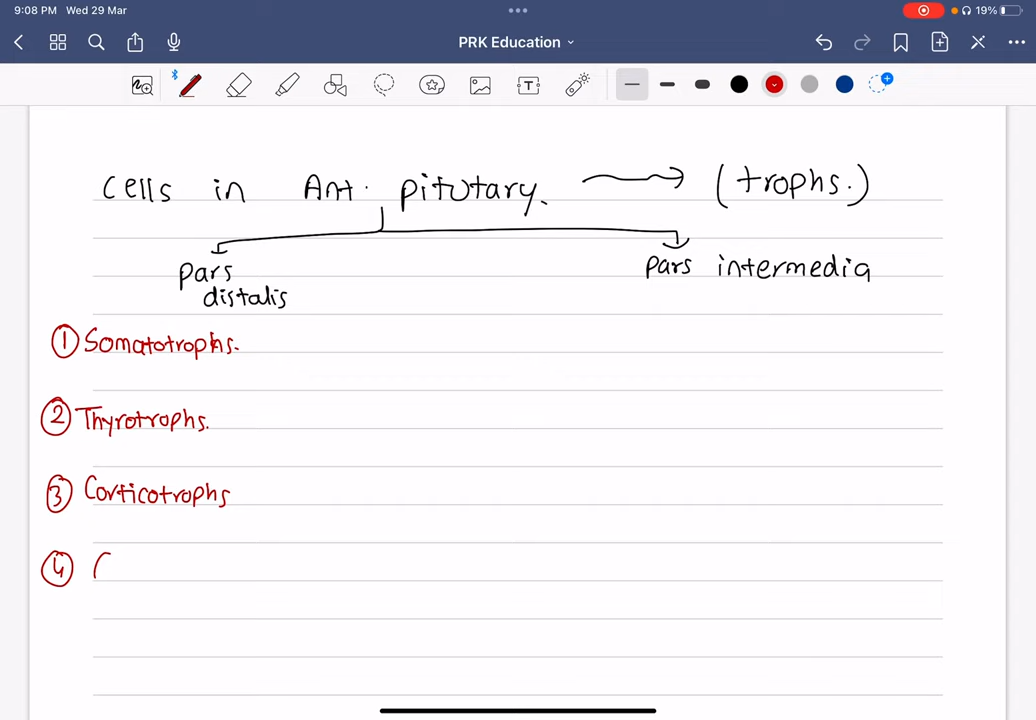 9:08 PM Wed 29 Mar
19%
PRK Education
Cells in Ant. pitutary. (trophs.)
pars distalis
pars intermedia
① Somatotrophs.
② Thyrotrophs.
③ Corticotrophs
④